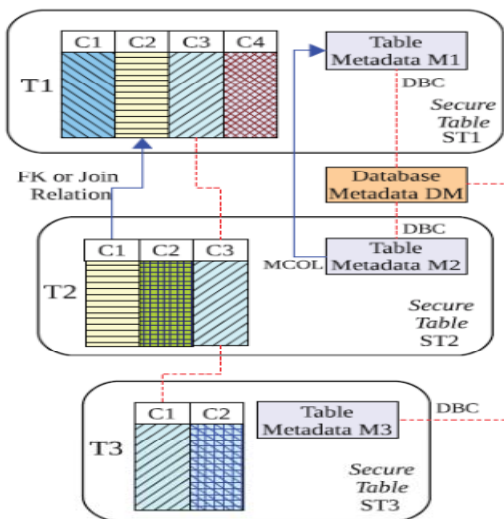 C1 C2 C3 C4
T1
Table
Metadata M1
DBC
Secure
Table
ST1
FK or Join
Relation
Database
Metadata DM
DBC
C1 C2 C3
T2
MCOL
Table
Metadata M2
Secure
Table
ST2
C1 C2
T3
Table
Metadata M3
DBC
Secure
Table
ST3